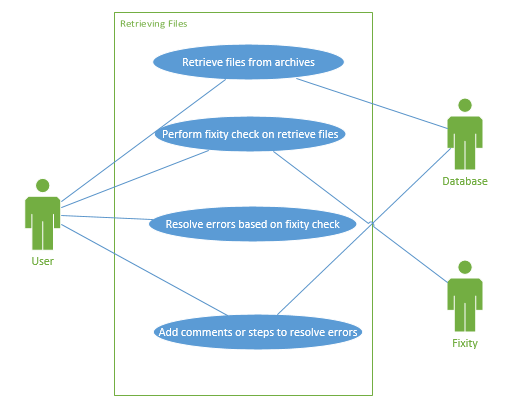 Retrieving Files
Retrieve files from archives
Perform fixity check on retrieve files
Database
Resolve errors based on fixity check
User
Add comments or steps to resolve errors
Fixity